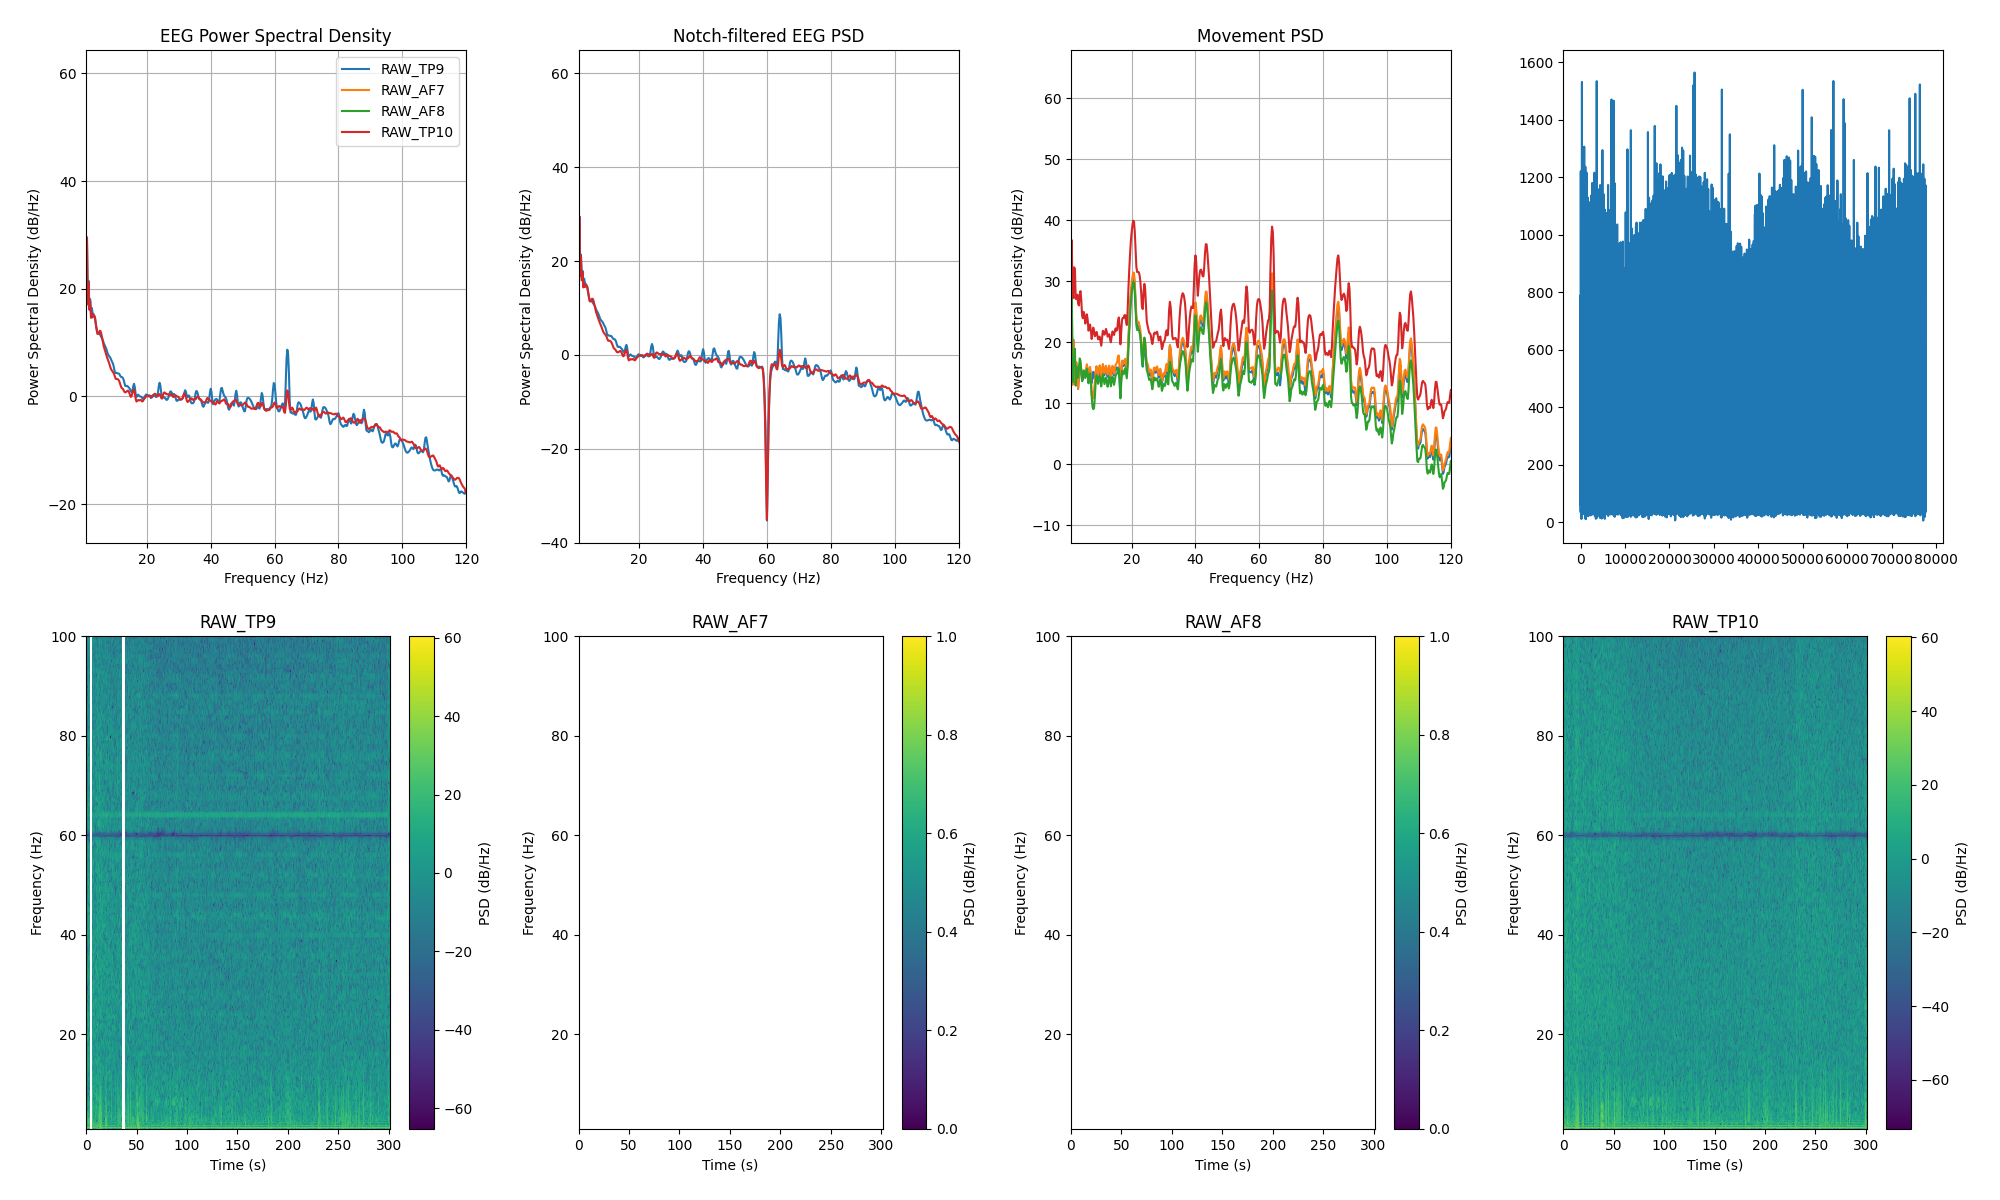 EEG Power Spectral Density
60
40
20
0
−20
20 40 60 80 100 120
Frequency (Hz)
Power Spectral Density (dB/Hz)
RAW_TP9
RAW_AF7
RAW_AF8
RAW_TP10
Notch-filtered EEG PSD
60
40
20
0
−20
−40
20 40 60 80 100 120
Frequency (Hz)
Power Spectral Density (dB/Hz)
Movement PSD
60
50
40
30
20
10
0
−10
20 40 60 80 100 120
Frequency (Hz)
Power Spectral Density (dB/Hz)
1600
1400
1200
1000
800
600
400
200
0
0 10000 20000 30000 40000 50000 60000 70000 80000
RAW_TP9
100
80
60
40
20
0 50 100 150 200 250 300
Time (s)
Frequency (Hz)
60
40
20
0
−20
−40
−60
PSD (dB/Hz)
RAW_AF7
100
80
60
40
20
0 50 100 150 200 250 300
Time (s)
Frequency (Hz)
1.0
0.8
0.6
0.4
0.2
0.0
PSD (dB/Hz)
RAW_AF8
100
80
60
40
20
0 50 100 150 200 250 300
Time (s)
Frequency (Hz)
1.0
0.8
0.6
0.4
0.2
0.0
PSD (dB/Hz)
RAW_TP10
100
80
60
40
20
0 50 100 150 200 250 300
Time (s)
Frequency (Hz)
60
40
20
0
−20
−40
−60
PSD (dB/Hz)